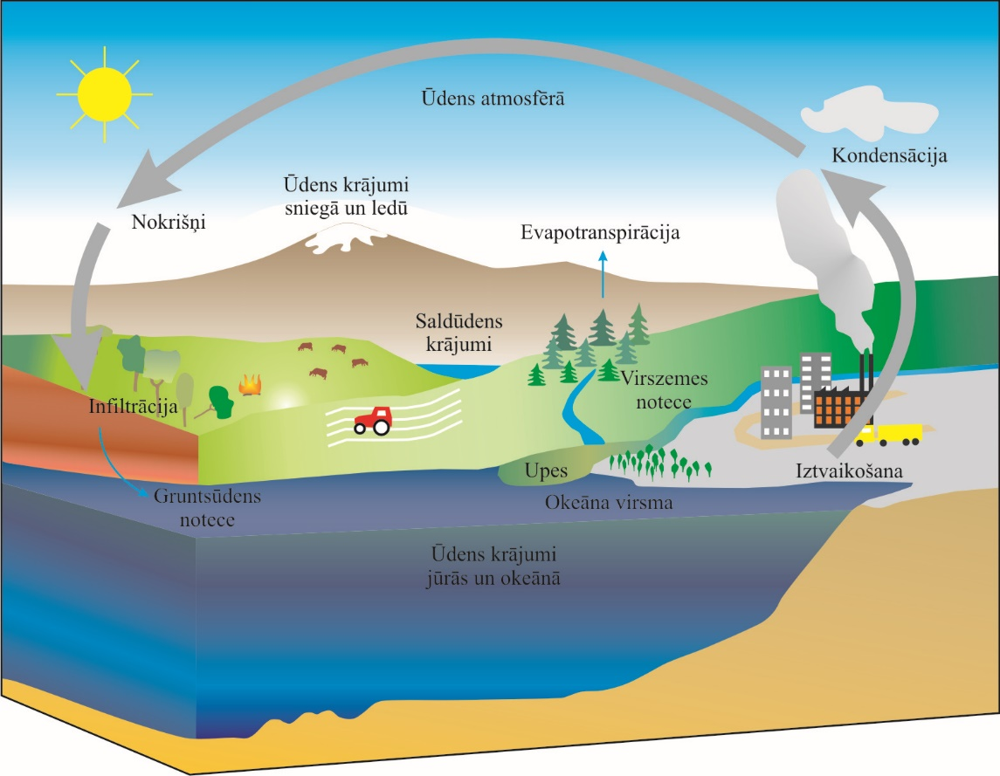 Ūdens atmosfērā
Kondensācija
Ūdens krājumi
sniegā un ledū
Nokrišņi
Evapotranspirācija
Saldūdens
krājumi
Virszemes
notece
Infiltrācija
Upes
Iztvaikošana
Gruntsūdens
notece
Okeāna virsma
Ūdens krājumi
jūrās un okeānā